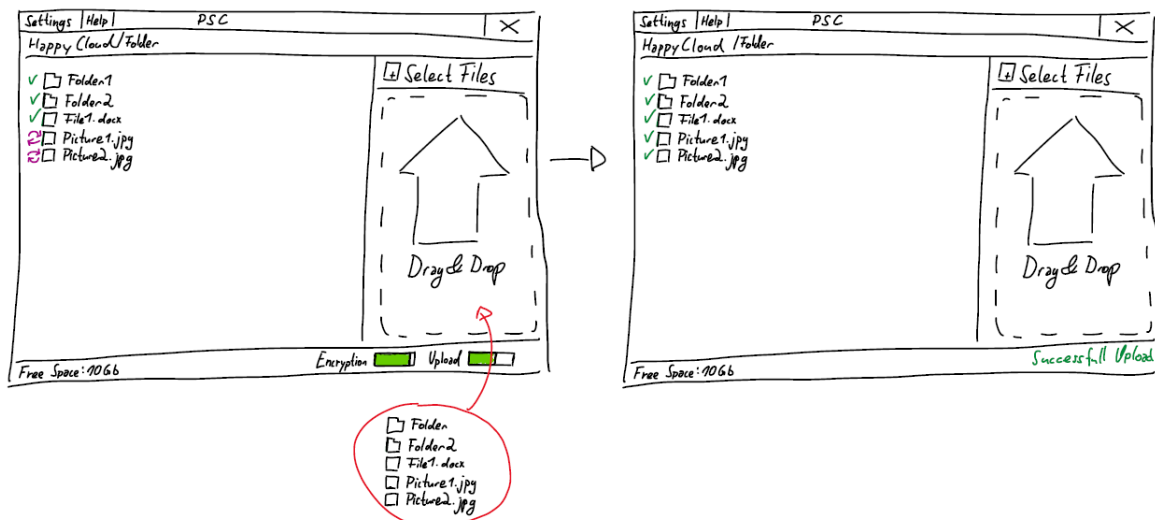 Settings Help PSC X
Happy Cloud/Folder
Folder1
Folder2
File1.docx
Picture1.jpg
Picture2.jpg
+ Select Files
Drag & Drop
Encryption Upload
Free Space: 10Gb
Folder
Folder2
File1.docx
Picture1.jpg
Picture2.jpg
Settings Help PSC X
Happy Cloud /Folder
Folder1
Folder2
File1.docx
Picture1.jpg
Picture2.jpg
+ Select Files
Drag & Drop
Successfull Upload
Free Space: 10Gb